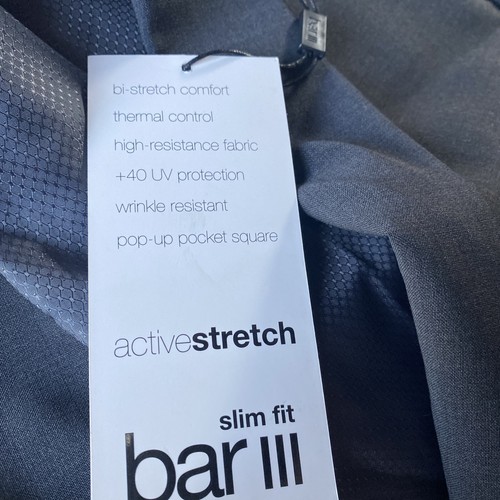 bi-stretch comfort
thermal control
high-resistance fabric
+40 UV protection
wrinkle resistant
pop-up pocket square
activestretch
slim fit
bar III